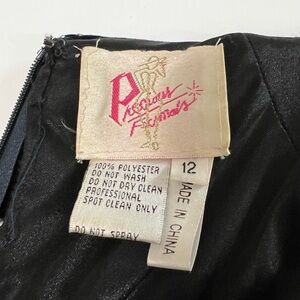 Precious
Formals
100% POLYESTER
DO NOT WASH
DO NOT DRY CLEAN
PROFESSIONAL
SPOT CLEAN ONLY
DO NOT SPRAY
12
MADE IN CHINA